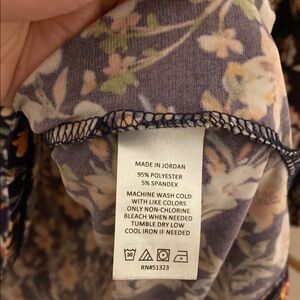 MADE IN JORDAN
95% POLYESTER
5% SPANDEX
MACHINE WASH COLD
WITH LIKE COLORS
ONLY NON-CHLORINE
BLEACH WHEN NEEDED
TUMBLE DRY LOW
COOL IRON IF NEEDED
30
RN#51323